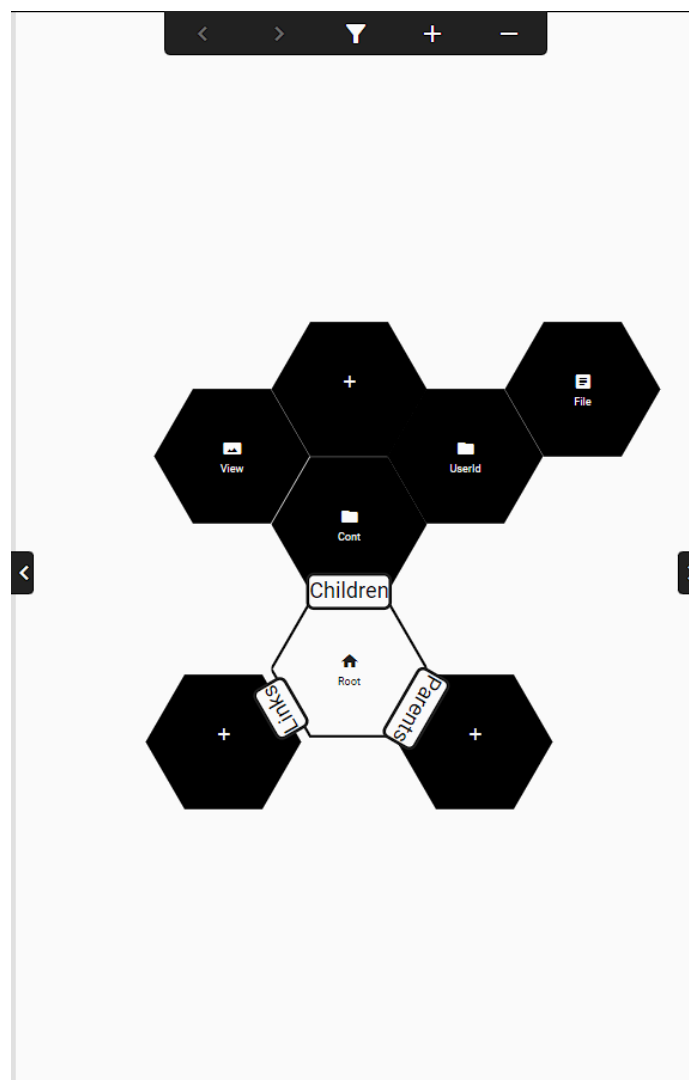 File
View
UserId
Cont
Children
Root
Links
Parents